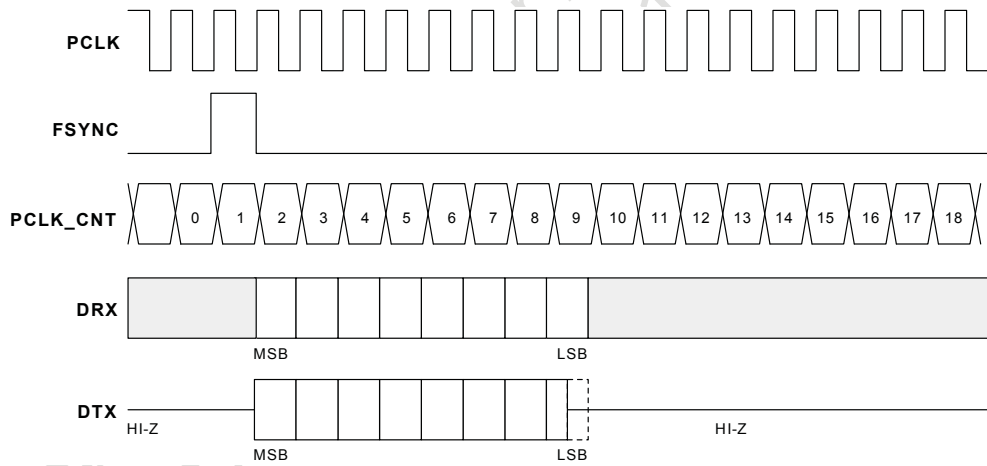 PCLK
FSYNC
PCLK_CNT 0 1 2 3 4 5 6 7 8 9 10 11 12 13 14 15 16 17 18
DRX
MSB LSB
DTX
HI-Z HI-Z
MSB LSB